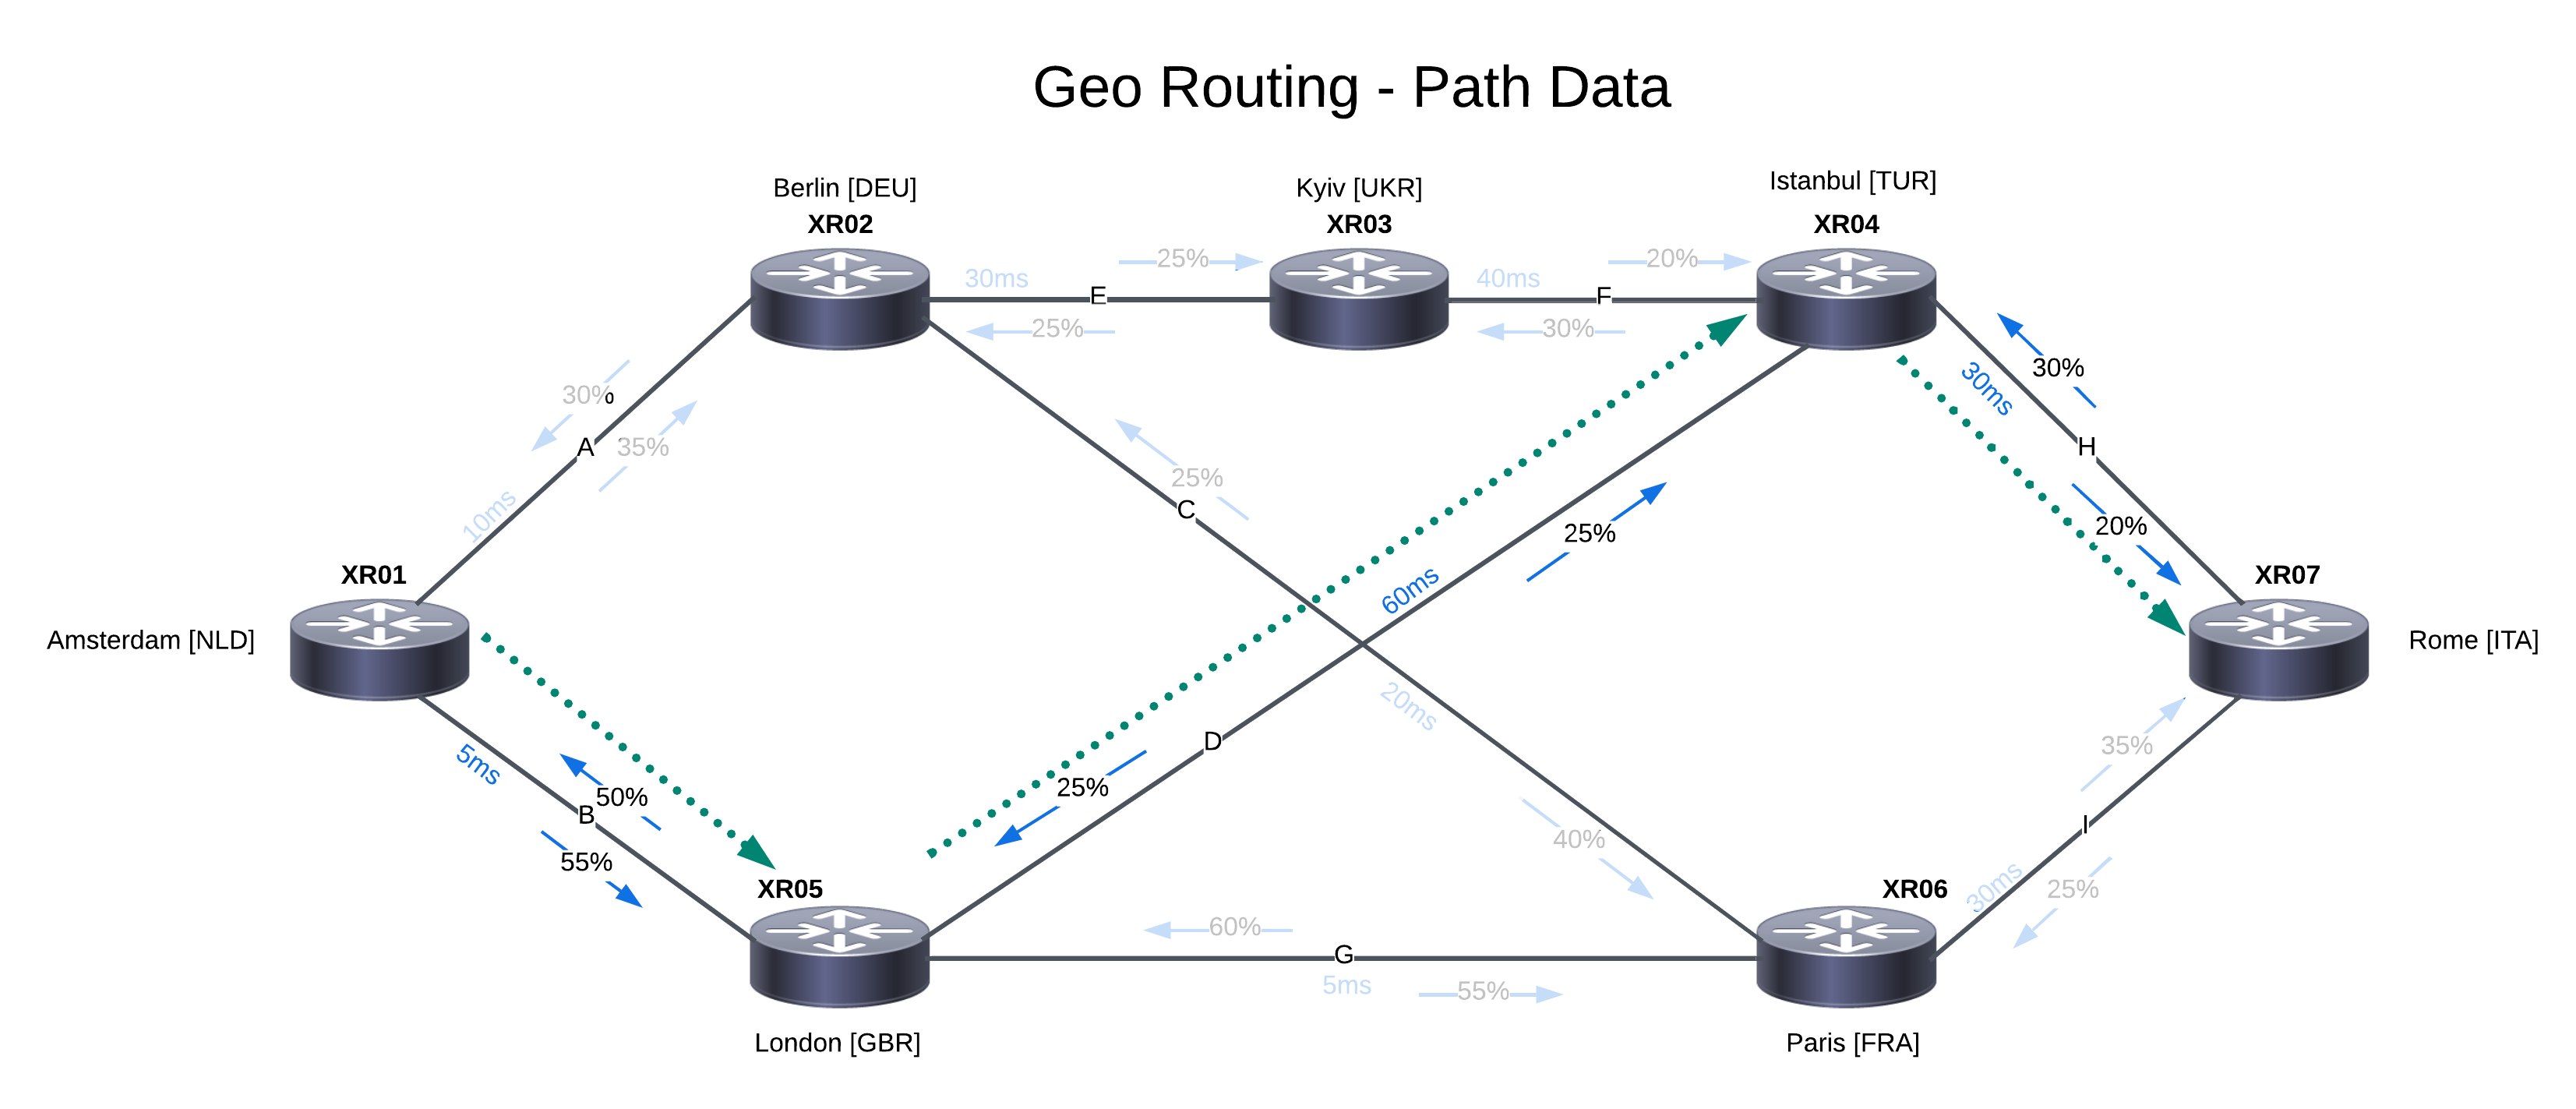 Geo Routing - Path Data
Berlin [DEU]
XR02
Kyiv [UKR]
XR03
Istanbul [TUR]
XR04
30ms
25%
E
25%
40ms
20%
F
30%
30%
A
35%
10ms
25%
C
20ms
40%
30ms
30%
H
20%
60ms
25%
D
25%
XR01
Amsterdam [NLD]
XR07
Rome [ITA]
5ms
50%
B
55%
XR05
London [GBR]
60%
G
5ms
55%
XR06
Paris [FRA]
35%
I
30ms
25%